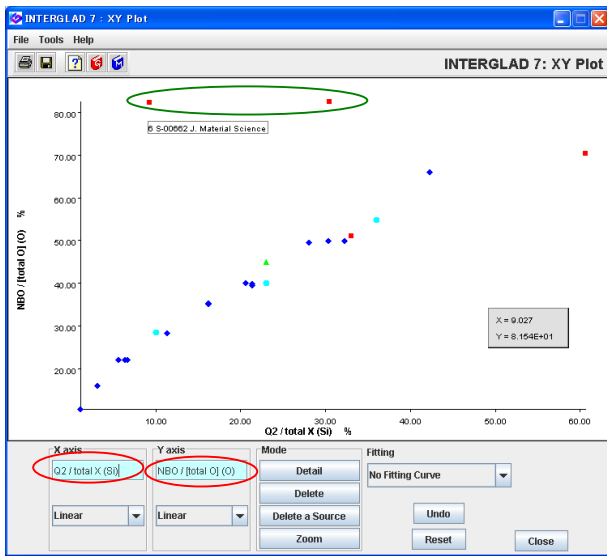 INTERGLAD 7 : XY Plot
File Tools Help
INTERGLAD 7: XY Plot
80.00
6 S-00662 J. Material Science
70.00
60.00
50.00
40.00
30.00
20.00
NBO / [total O] (O) %
X = 9.027
Y = 8.154E+01
10.00 20.00 30.00 40.00 50.00 60.00
Q2 / total X (Si) %
X axis
Q2 / total X (Si)
Linear
Y axis
NBO / [total O] (O)
Linear
Mode
Detail
Delete
Delete a Source
Zoom
Fitting
No Fitting Curve
Undo
Reset
Close